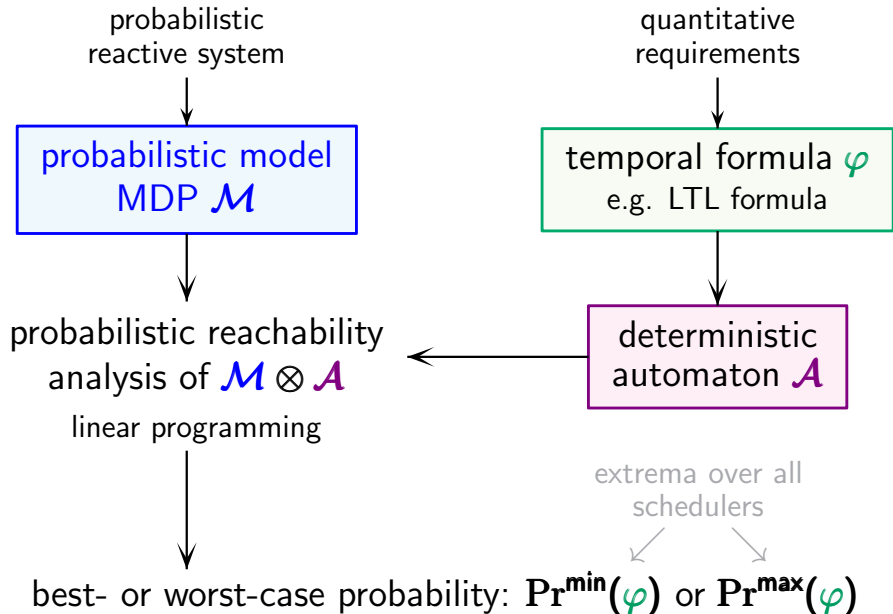 probabilistic
reactive system
quantitative
requirements
probabilistic model
MDP 𝓜
temporal formula φ
e.g. LTL formula
probabilistic reachability
analysis of 𝓜 ⊗ 𝓐
linear programming
deterministic
automaton 𝓐
extrema over all
schedulers
best- or worst-case probability: Pr^min(φ) or Pr^max(φ)